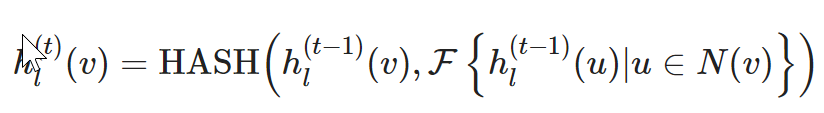 h_l^{(t)}(v) = HASH(h_l^{(t-1)}(v), ℱ{h_l^{(t-1)}(u)|u ∈ N(v)})